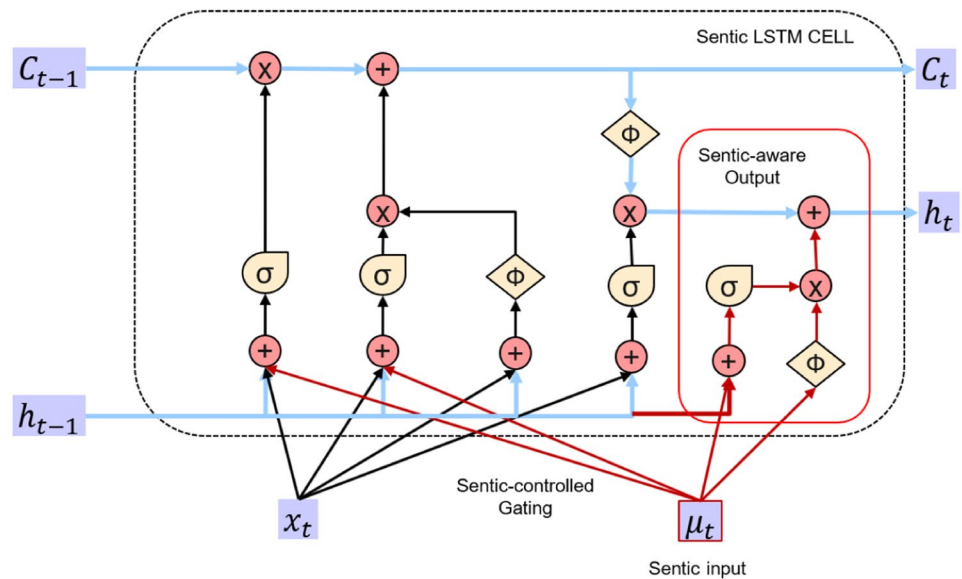 Sentic LSTM CELL
C_{t-1}
x
+
C_t
Φ
Sentic-aware
Output
x
x
+
h_t
σ
σ
Φ
σ
σ
x
+
+
+
+
+
Φ
h_{t-1}
Sentic-controlled
Gating
x_t
μ_t
Sentic input